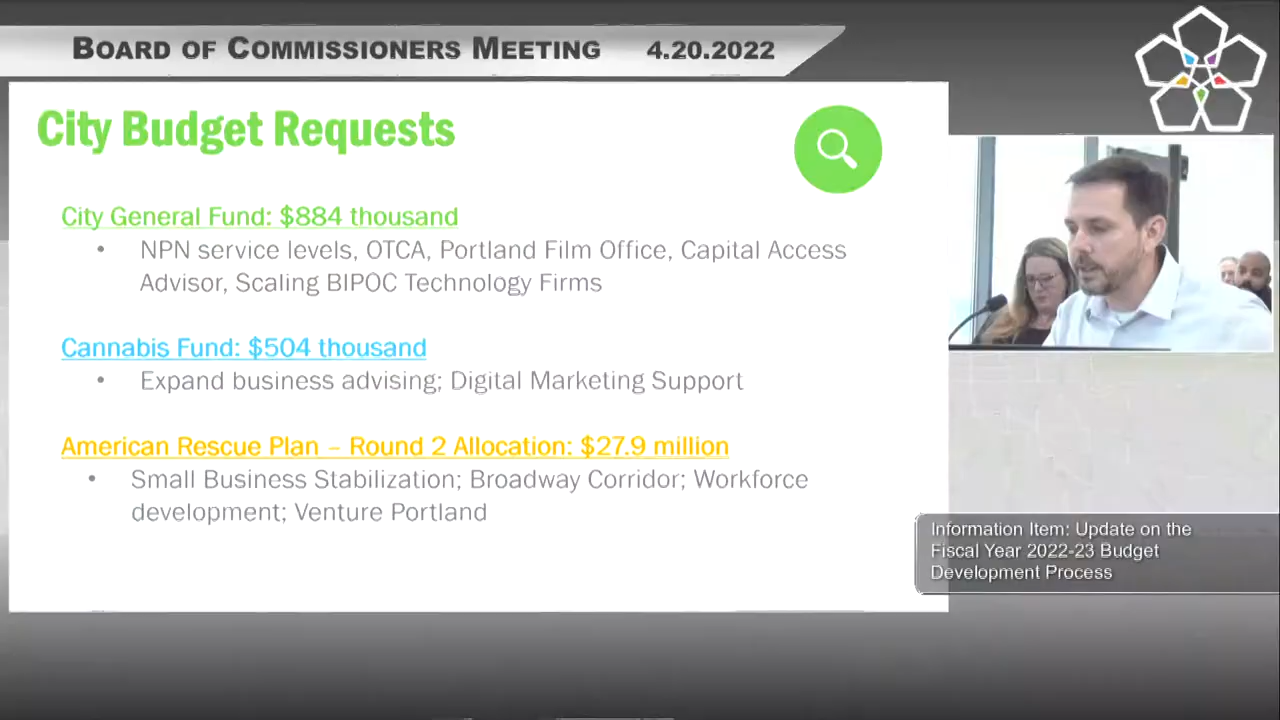 BOARD OF COMMISSIONERS MEETING 4.20.2022
City Budget Requests
City General Fund: $884 thousand
• NPN service levels, OTCA, Portland Film Office, Capital Access
Advisor, Scaling BIPOC Technology Firms
Cannabis Fund: $504 thousand
• Expand business advising; Digital Marketing Support
American Rescue Plan – Round 2 Allocation: $27.9 million
• Small Business Stabilization; Broadway Corridor; Workforce
development; Venture Portland
Information Item: Update on the
Fiscal Year 2022-23 Budget
Development Process